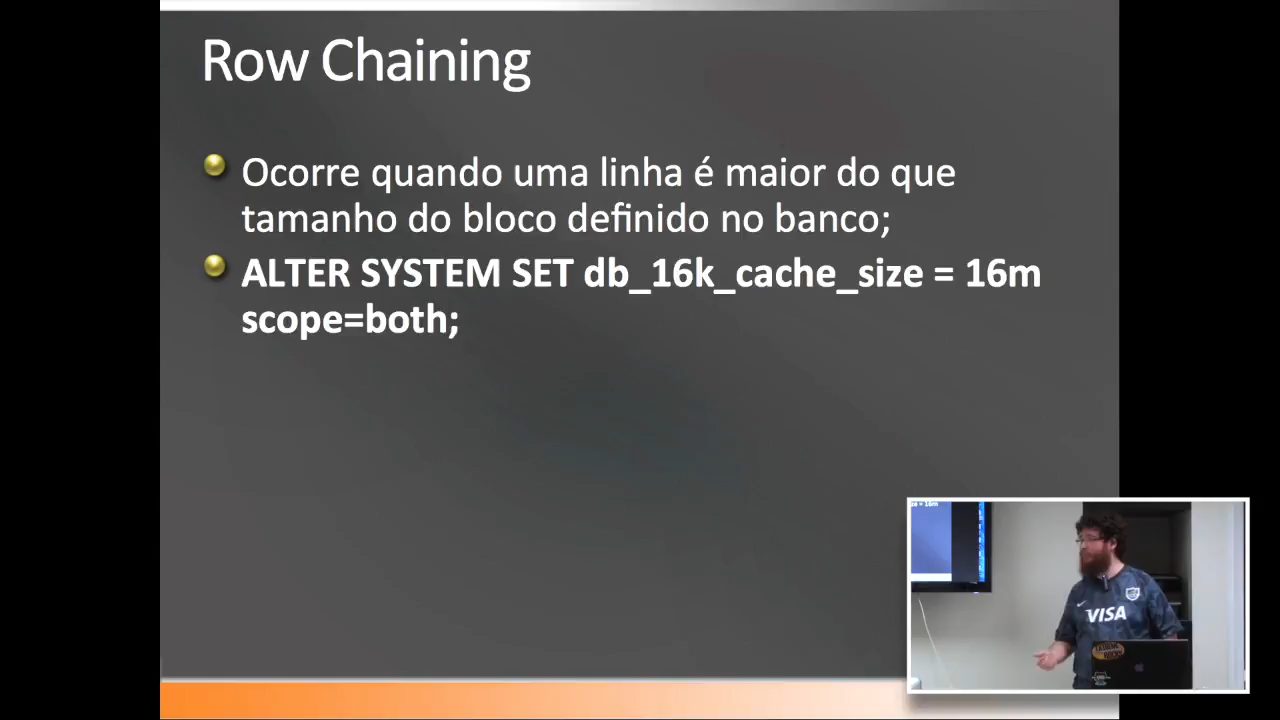 Row Chaining
Ocorre quando uma linha é maior do que
tamanho do bloco definido no banco;
ALTER SYSTEM SET db_16k_cache_size = 16m
scope=both;
VISA